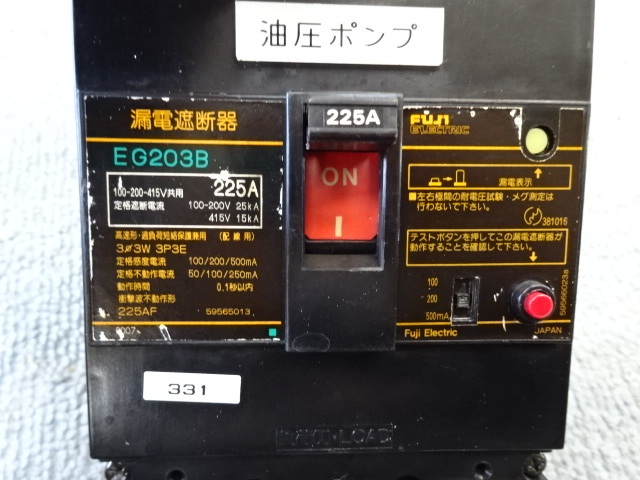 油圧ポンプ
漏電遮断器
EG203B
100-200-415V共用 225A
定格遮断電流 100-200V 25kA
415V 15kA
高速形・過負荷短絡保護兼用 (配線用)
3ø3W 3P3E
定格感度電流 100/200/500mA
定格不動作電流 50/100/250mA
動作時間 0.1秒以内
衝撃波不動作形
225AF 59565013
225A
ON
I
FUJI
ELECTRIC
漏電表示
■左右極間の耐電圧試験・メグ測定は
行わないで下さい。
381016
テストボタンを押してこの漏電遮断器が
動作することを確認して下さい。
100
200
500mA
59566023a
Fuji Electric JAPAN
331